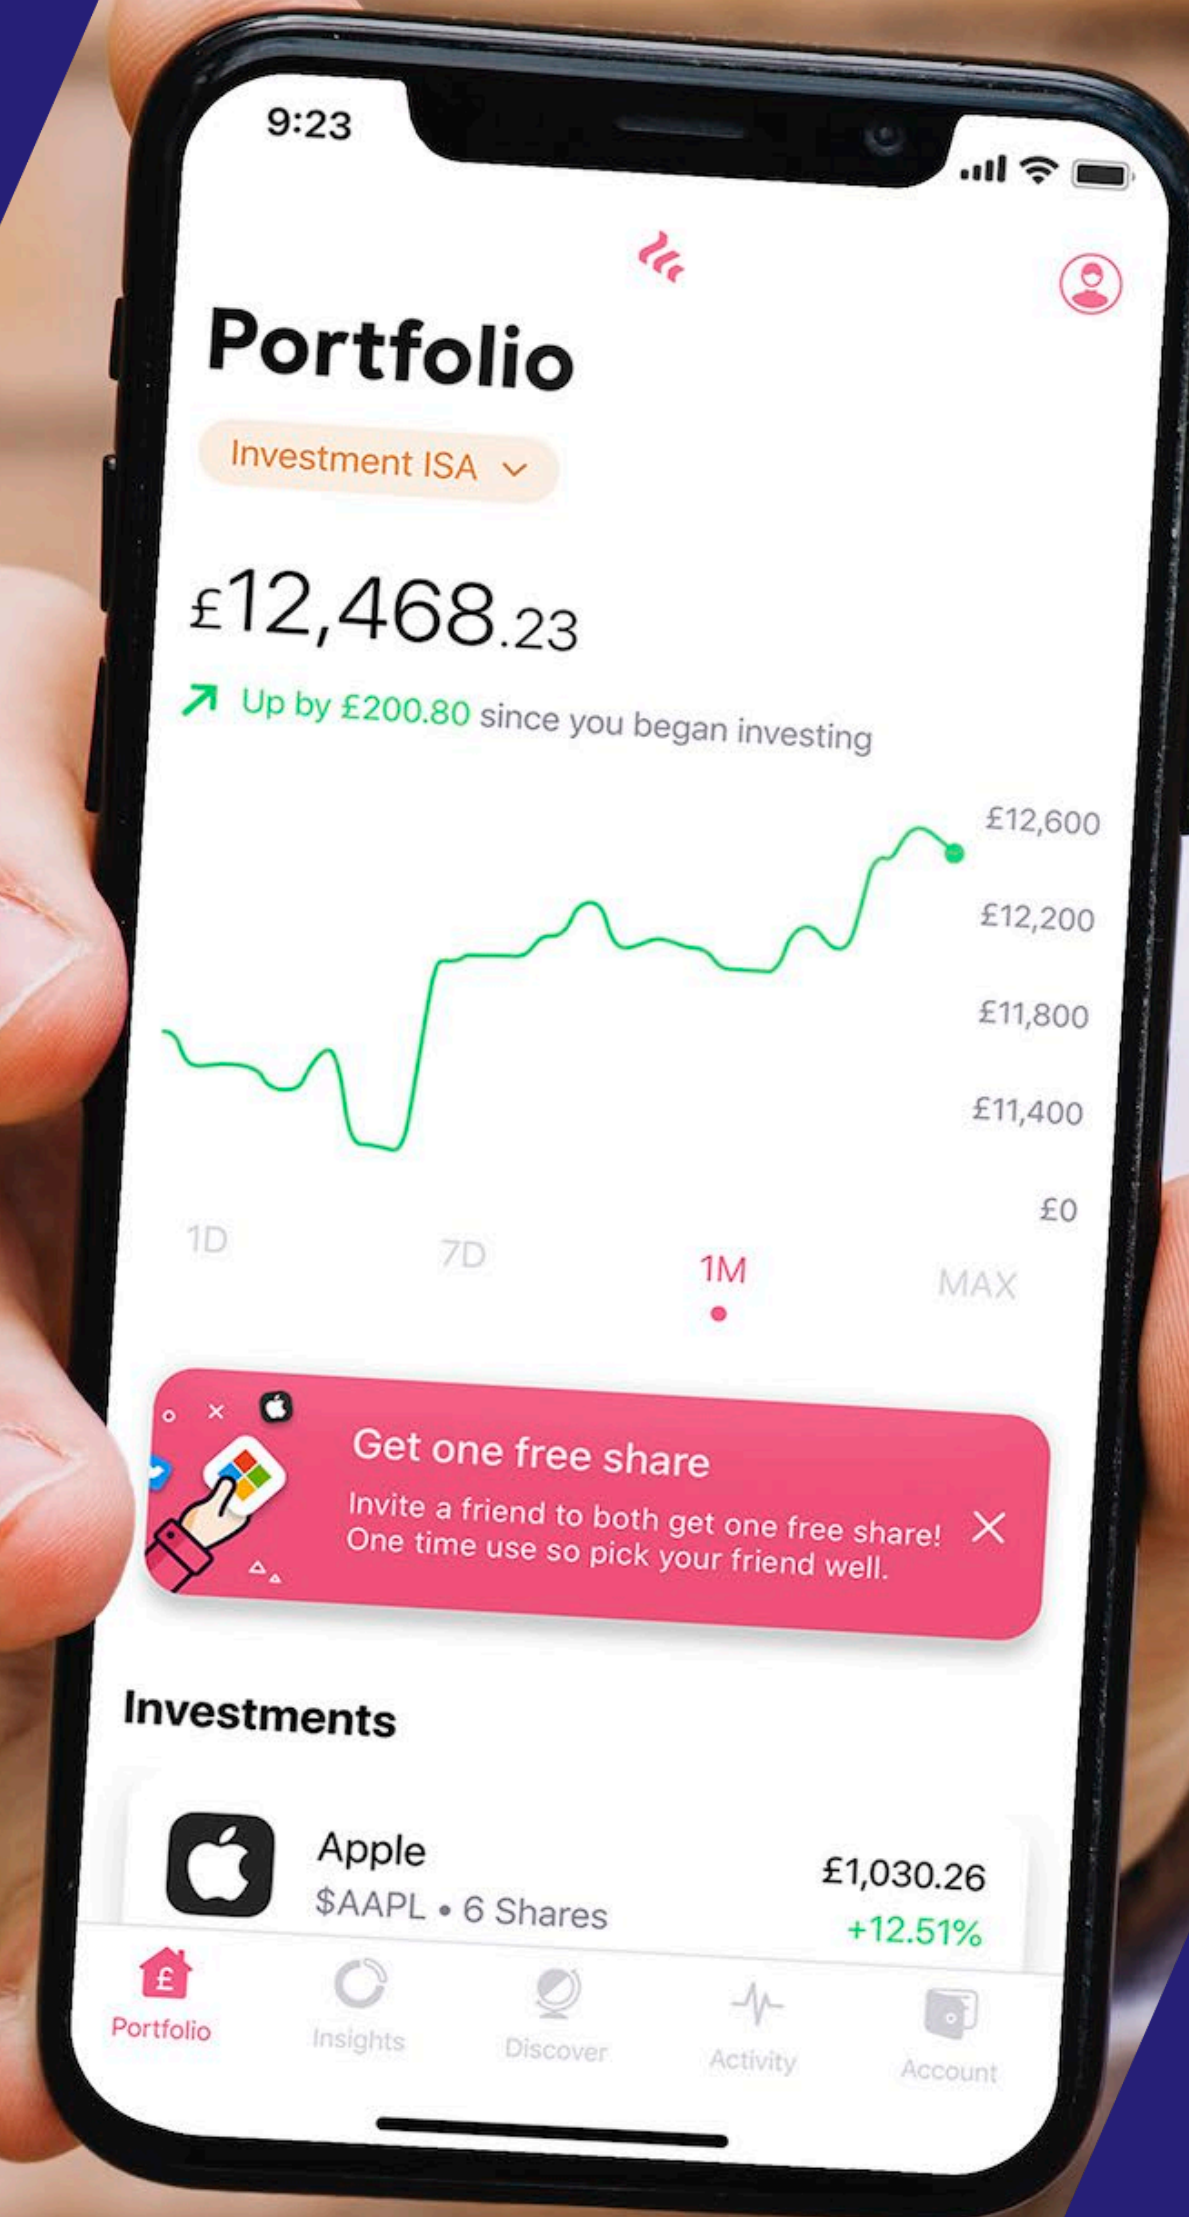 9:23
Portfolio
Investment ISA
£12,468.23
Up by £200.80 since you began investing
£12,600
£12,200
£11,800
£11,400
£0
1D 7D 1M MAX
Get one free share
Invite a friend to both get one free share!
One time use so pick your friend well.
Investments
Apple £1,030.26
$AAPL • 6 Shares +12.51%
£
Portfolio Insights Discover Activity Account